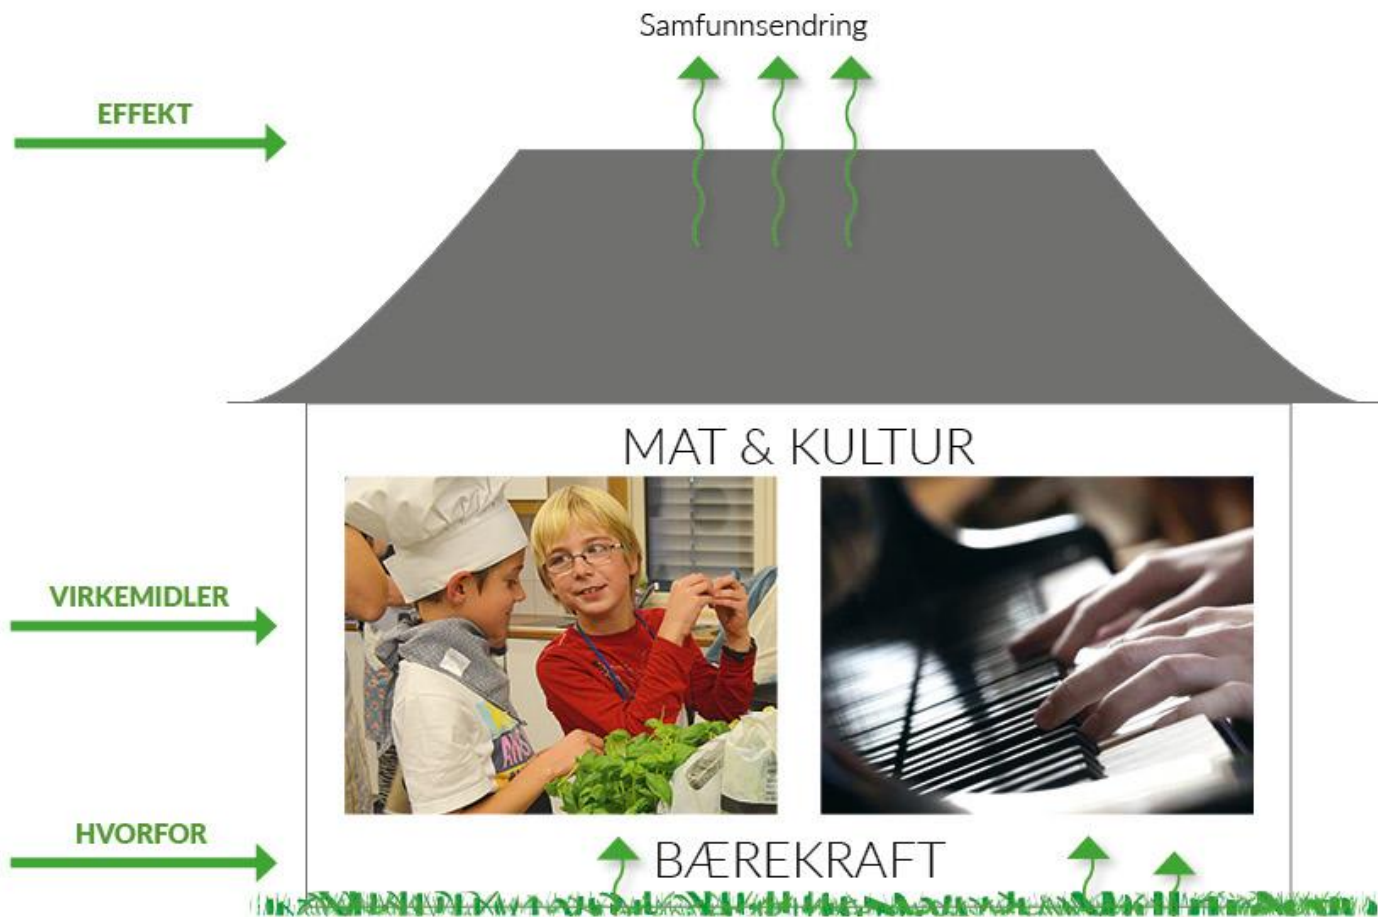 Samfunnsendring
EFFEKT
MAT & KULTUR
VIRKEMIDLER
HVORFOR
BÆREKRAFT